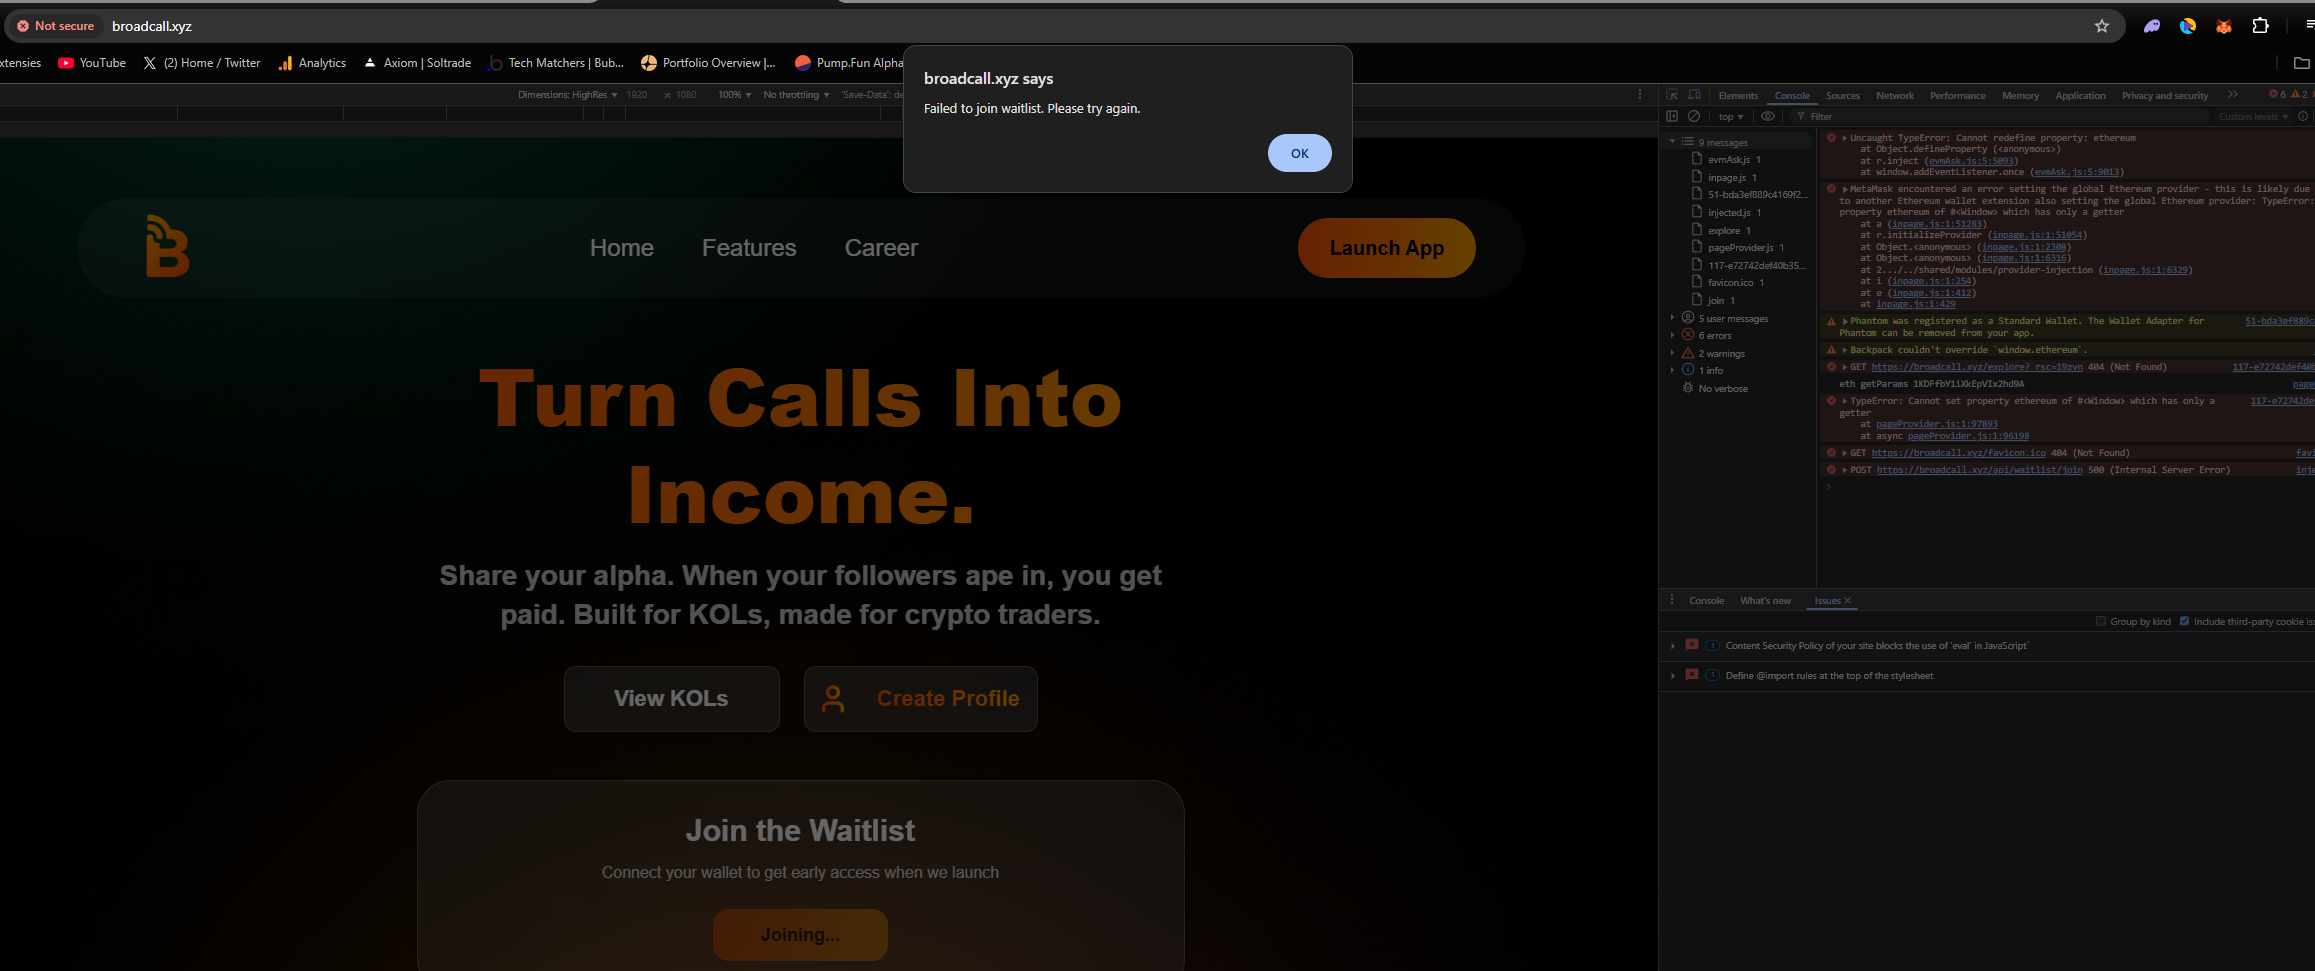 Not secure
broadcall.xyz
xtensies
YouTube
(2) Home / Twitter
Analytics
Axiom | Soltrade
Tech Matchers | Bub...
Portfolio Overview |...
Pump.Fun Alpha
broadcall.xyz says
Failed to join waitlist. Please try again.
OK
Dimensions: HighRes
1920
× 1080
100%
No throttling
'Save-Data': de
Home
Features
Career
Launch App
Turn Calls Into
Income.
Share your alpha. When your followers ape in, you get
paid. Built for KOLs, made for crypto traders.
View KOLs
Create Profile
Join the Waitlist
Connect your wallet to get early access when we launch
Joining...
Elements
Console
Sources
Network
Performance
Memory
Application
Privacy and security
6
2
top
Filter
Custom levels
9 messages
evmAsk.js 1
inpage.js 1
51-bda3ef889c4169f2...
injected.js 1
explore 1
pageProvider.js 1
117-e72742def40b35...
favicon.ico 1
join 1
5 user messages
6 errors
2 warnings
1 info
No verbose
Uncaught TypeError: Cannot redefine property: ethereum
at Object.defineProperty (<anonymous>)
at r.inject (evmAsk.js:5:5093)
at window.addEventListener.once (evmAsk.js:5:9013)
MetaMask encountered an error setting the global Ethereum provider - this is likely due
to another Ethereum wallet extension also setting the global Ethereum provider: TypeError:
property ethereum of #<Window> which has only a getter
at a (inpage.js:1:51283)
at r.initializeProvider (inpage.js:1:51054)
at Object.<anonymous> (inpage.js:1:2308)
at Object.<anonymous> (inpage.js:1:6316)
at 2.../../shared/modules/provider-injection (inpage.js:1:6329)
at i (inpage.js:1:254)
at e (inpage.js:1:412)
at inpage.js:1:429
Phantom was registered as a Standard Wallet. The Wallet Adapter for
51-bda3ef889c
Phantom can be removed from your app.
Backpack couldn't override `window.ethereum`.
GET https://broadcall.xyz/explore?_rsc=19zvn 404 (Not Found)
117-e72742def40b
eth getParams 1KDFfbY1iXkEpVIx2hd9A
page
TypeError: Cannot set property ethereum of #<Window> which has only a
117-e72742de
getter
at pageProvider.js:1:97893
at async pageProvider.js:1:96198
GET https://broadcall.xyz/favicon.ico 404 (Not Found)
favi
POST https://broadcall.xyz/api/waitlist/join 500 (Internal Server Error)
inje
Console
What's new
Issues
Group by kind
Include third-party cookie iss
1
Content Security Policy of your site blocks the use of 'eval' in JavaScript`
1
Define @import rules at the top of the stylesheet